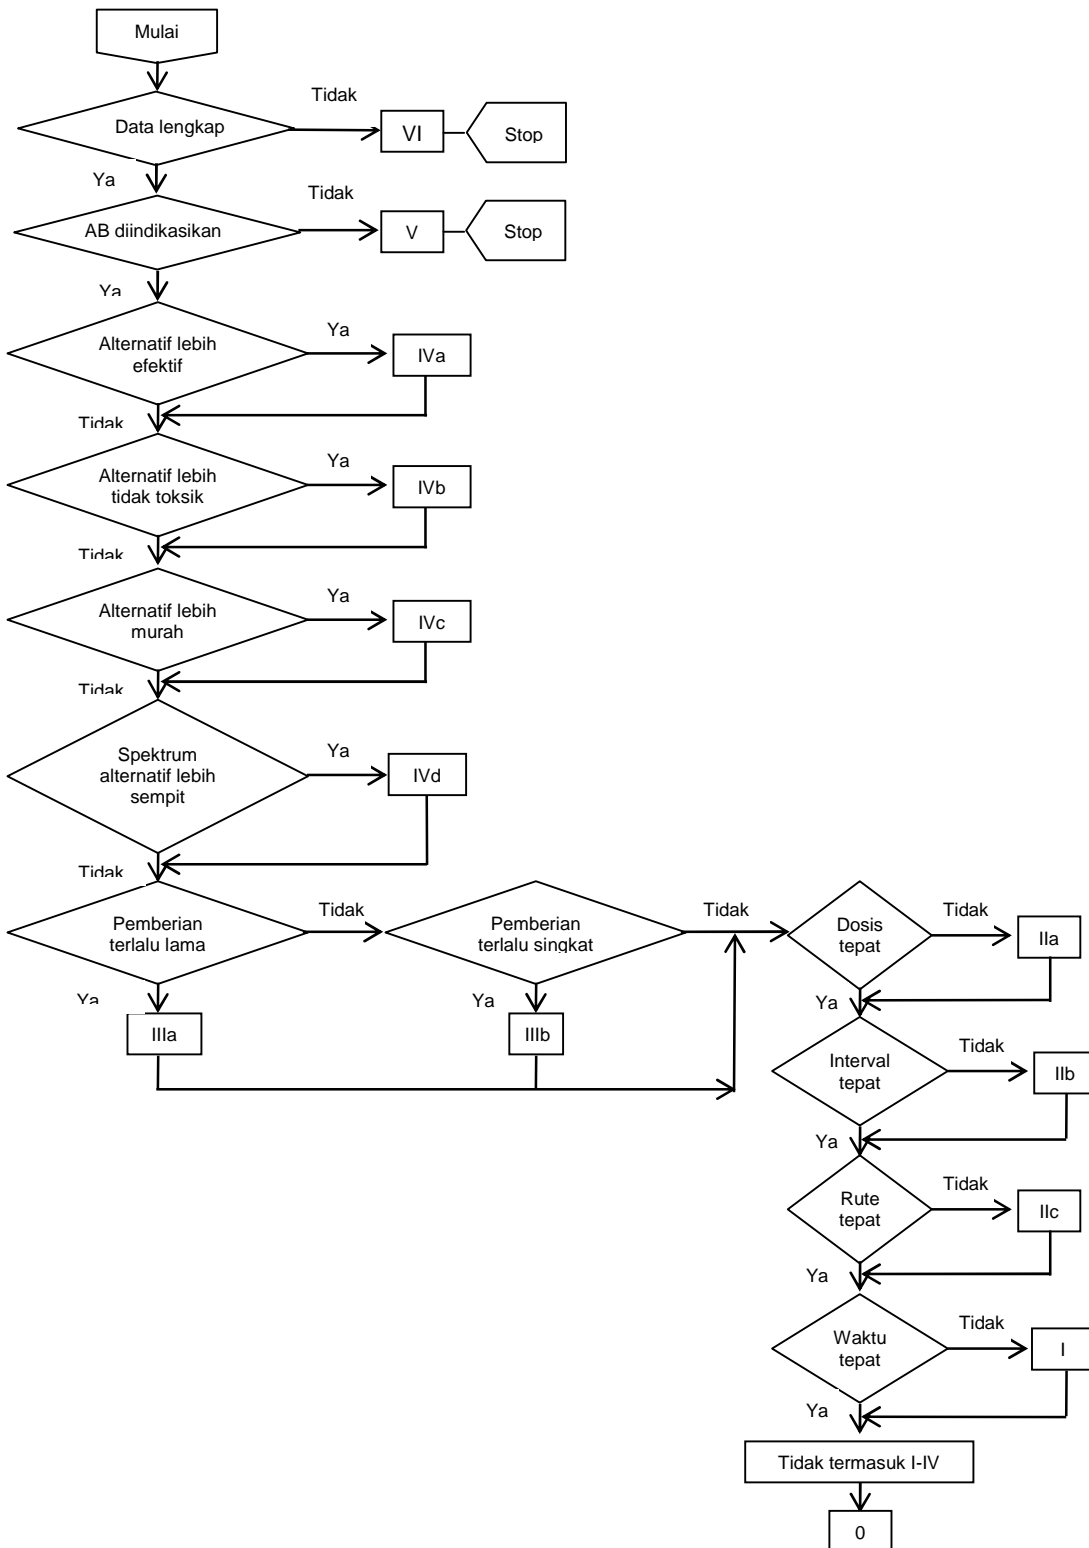 Mulai
Tidak
Data lengkap
VI
Stop
Ya
Tidak
AB diindikasikan
V
Stop
Ya
Alternatif lebih
efektif
Ya
IVa
Tidak
Alternatif lebih
tidak toksik
Ya
IVb
Tidak
Alternatif lebih
murah
Ya
IVc
Tidak
Spektrum
alternatif lebih
sempit
Ya
IVd
Tidak
Pemberian
terlalu lama
Tidak
Pemberian
terlalu singkat
Tidak
Dosis
tepat
Tidak
IIa
Ya
IIIa
Ya
IIIb
Ya
Interval
tepat
Tidak
IIb
Ya
Rute
tepat
Tidak
IIc
Ya
Waktu
tepat
Tidak
I
Ya
Tidak termasuk I-IV
0